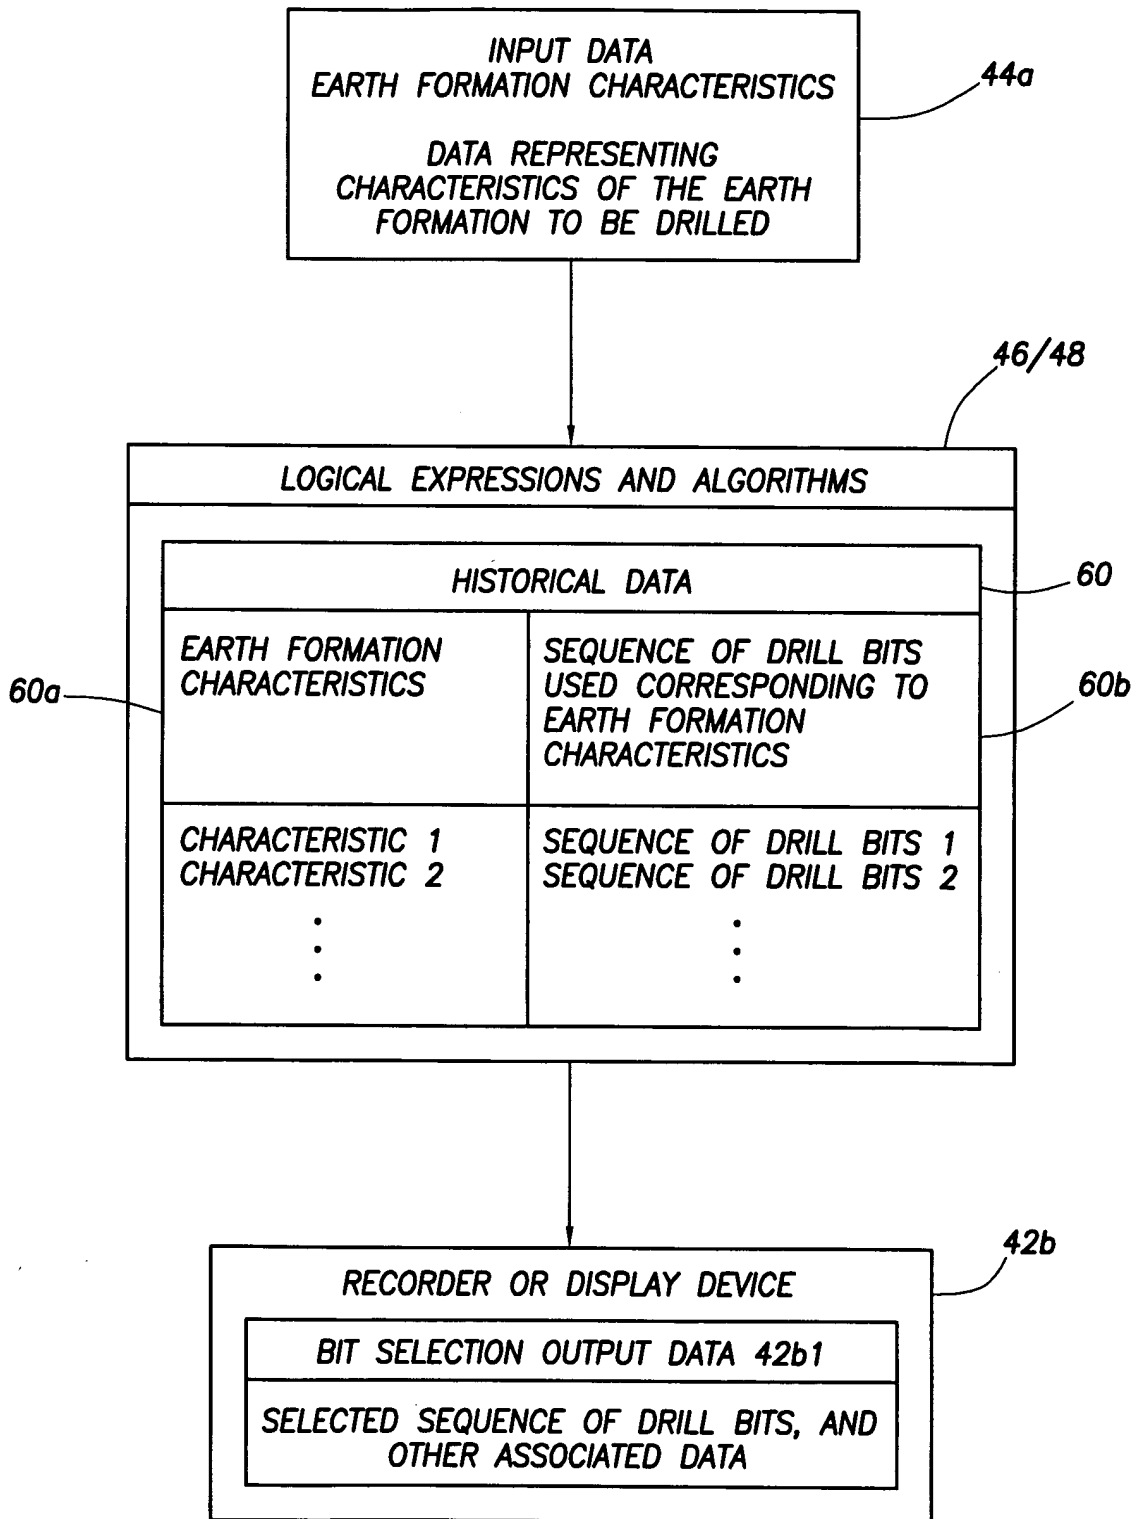 INPUT DATA
EARTH FORMATION CHARACTERISTICS
DATA REPRESENTING
CHARACTERISTICS OF THE EARTH
FORMATION TO BE DRILLED
44a
46/48
LOGICAL EXPRESSIONS AND ALGORITHMS
HISTORICAL DATA
60
EARTH FORMATION
CHARACTERISTICS
60a
SEQUENCE OF DRILL BITS
USED CORRESPONDING TO
EARTH FORMATION
CHARACTERISTICS
60b
CHARACTERISTIC 1
CHARACTERISTIC 2
SEQUENCE OF DRILL BITS 1
SEQUENCE OF DRILL BITS 2
42b
RECORDER OR DISPLAY DEVICE
BIT SELECTION OUTPUT DATA 42b1
SELECTED SEQUENCE OF DRILL BITS, AND
OTHER ASSOCIATED DATA